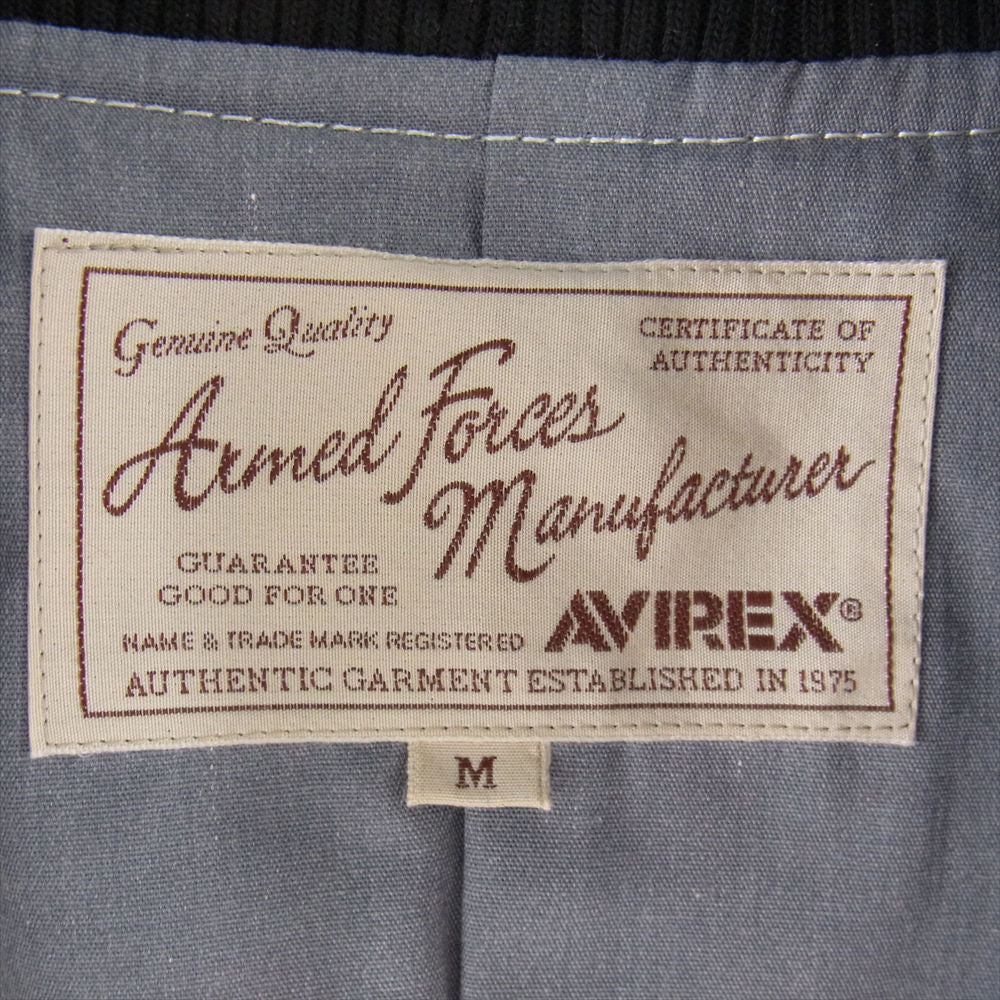 Genuine Quality
CERTIFICATE OF
AUTHENTICITY
Armed Forces
Manufacturer
GUARANTEE
GOOD FOR ONE
NAME & TRADE MARK REGISTERED
AVIREX®
AUTHENTIC GARMENT ESTABLISHED IN 1975
M